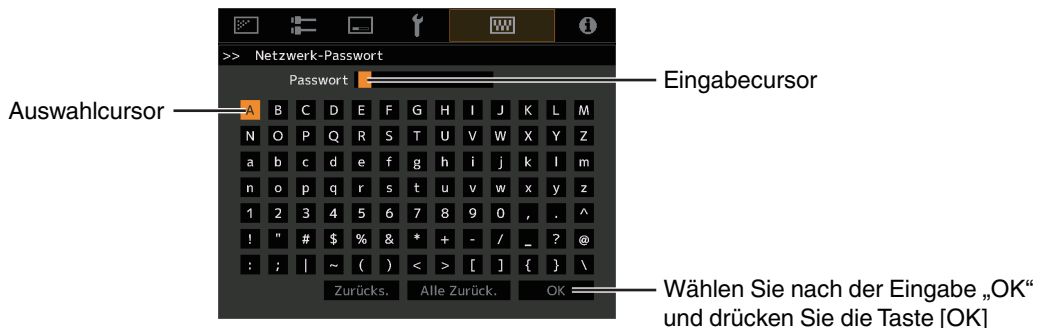 >> Netzwerk-Passwort
Passwort
Eingabecursor
Auswahlcursor
A B C D E F G H I J K L M
N O P Q R S T U V W X Y Z
a b c d e f g h i j k l m
n o p q r s t u v w x y z
1 2 3 4 5 6 7 8 9 0 , . ^
! " # $ % & * + - / _ ? @
: ; | ~ ( ) < > [ ] { } \
Zurücks. Alle Zurück. OK
Wählen Sie nach der Eingabe „OK“
und drücken Sie die Taste [OK]